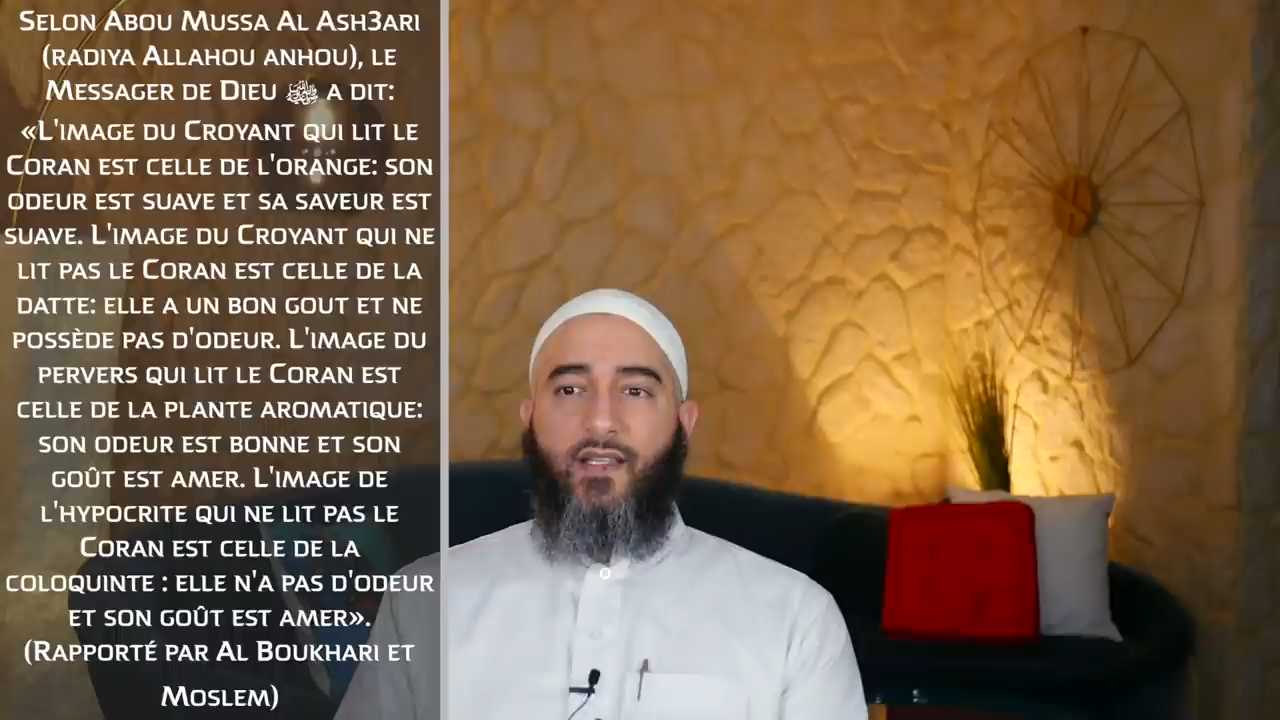 Selon Abou Mussa Al Ash3ari
(radiya Allahou anhou), le
Messager de Dieu ﷺ a dit:
«L'image du Croyant qui lit le
Coran est celle de l'orange: son
odeur est suave et sa saveur est
suave. L'image du Croyant qui ne
lit pas le Coran est celle de la
datte: elle a un bon gout et ne
possède pas d'odeur. L'image du
pervers qui lit le Coran est
celle de la plante aromatique:
son odeur est bonne et son
goût est amer. L'image de
l'hypocrite qui ne lit pas le
Coran est celle de la
coloquinte : elle n'a pas d'odeur
et son goût est amer».
(Rapporté par Al Boukhari et
Moslem)